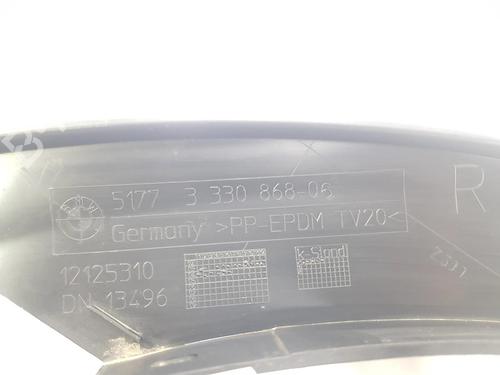 5177 3 330 868-06
R
Germany >PP-EPDM TV20<
12125310
k-Stand
DN 13496